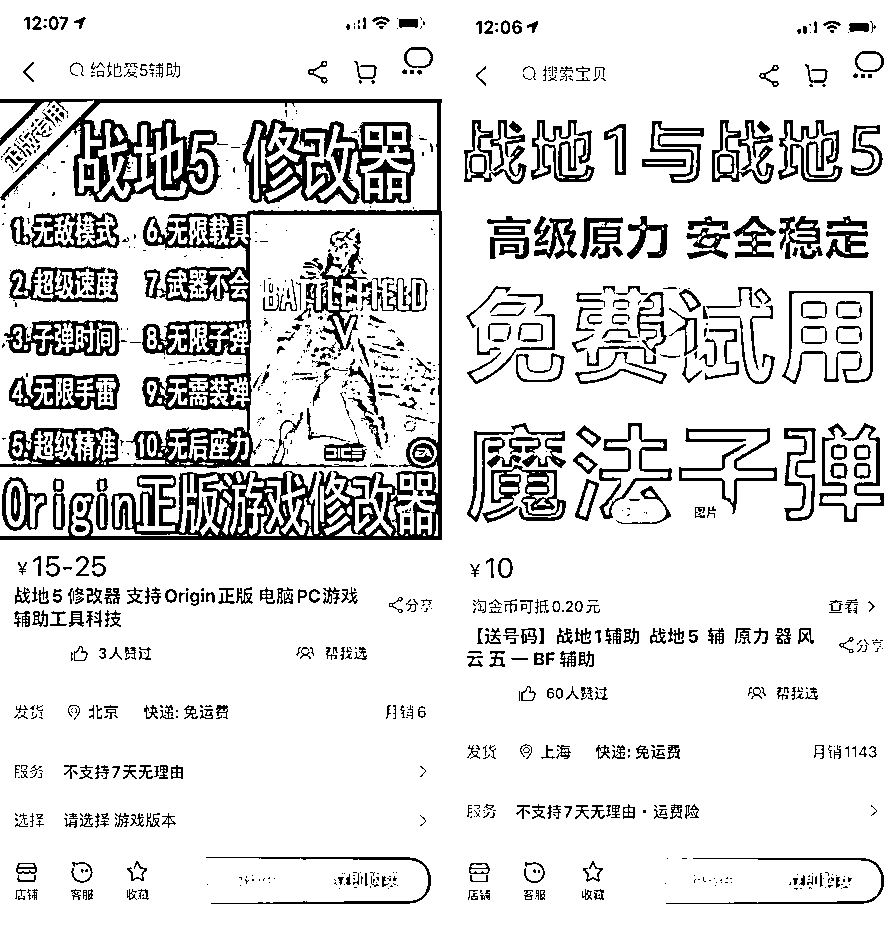 12:07
给她爱5辅助
正版专用
战地5 修改器
1.无敌模式 6.无限载具
2.超级速度 7.武器不会
3.子弹时间 8.无限子弹
4.无限手雷 9.无需装弹
5.超级精准 10.无后座力
BATTLEFIELD
V
DICE
EA
Origin正版游戏修改器
¥15-25
战地5 修改器 支持Origin正版 电脑PC游戏
辅助工具科技
分享
3人赞过 帮我选
发货 北京 快递: 免运费 月销6
服务 不支持7天无理由
选择 请选择 游戏版本
店铺 客服 收藏 立即购买
12:06
搜索宝贝
战地1与战地5
高级原力 安全稳定
免费试用
魔法子弹
图片
¥10
淘金币可抵0.20元 查看
【送号码】战地1辅助 战地5 辅 原力 器 风
云 五 一 BF 辅助
分享
60人赞过 帮我选
发货 上海 快递: 免运费 月销1143
服务 不支持7天无理由・运费险
店铺 客服 收藏 立即购买